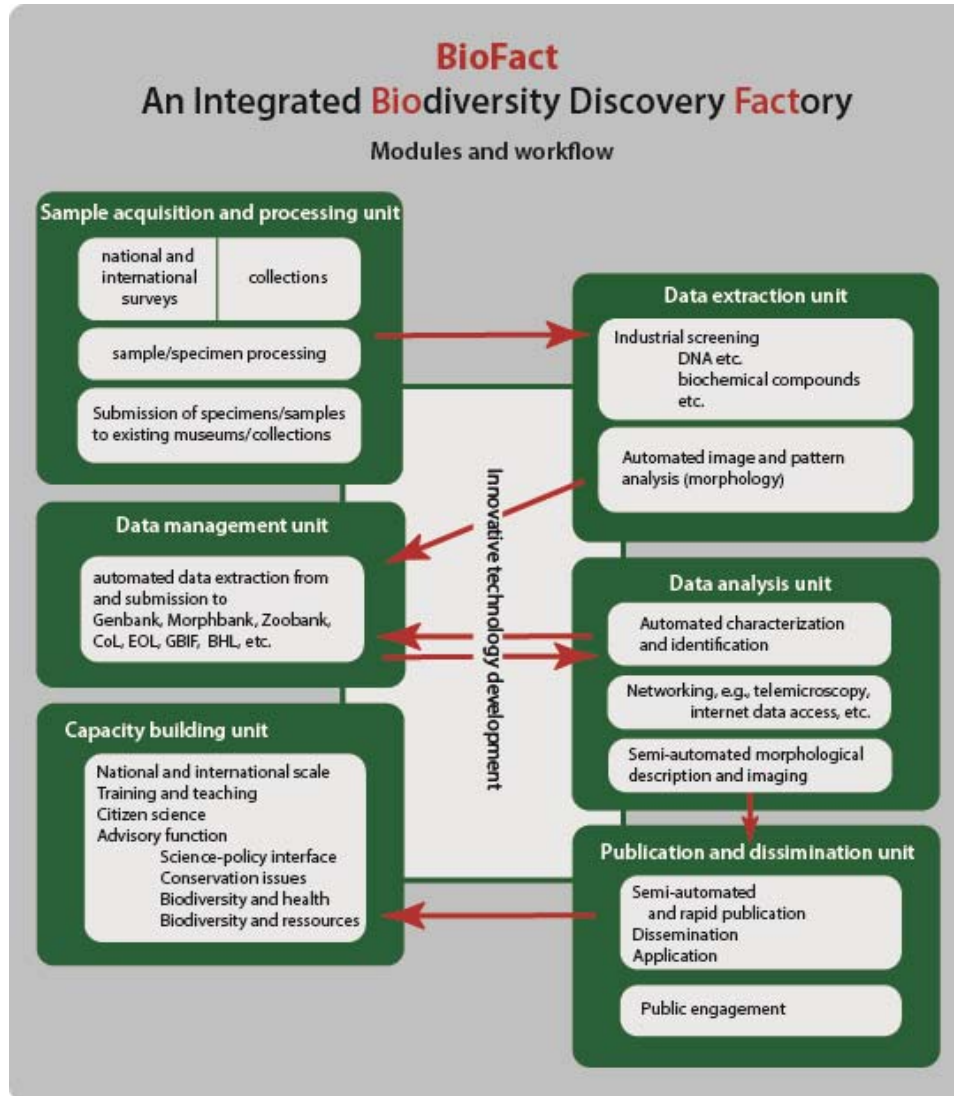 BioFact
An Integrated Biodiversity Discovery Factory
Modules and workflow
Sample acquisition and processing unit
national and
international
surveys
collections
sample/specimen processing
Submission of specimens/samples
to existing museums/collections
Data extraction unit
Industrial screening
DNA etc.
biochemical compounds
etc.
Automated image and pattern
analysis (morphology)
Innovative technology development
Data management unit
automated data extraction from
and submission to
Genbank, Morphbank, Zoobank,
CoL, EOL, GBIF, BHL, etc.
Data analysis unit
Automated characterization
and identification
Networking, e.g., telemicroscopy,
internet data access, etc.
Semi-automated morphological
description and imaging
Capacity building unit
National and international scale
Training and teaching
Citizen science
Advisory function
Science-policy interface
Conservation issues
Biodiversity and health
Biodiversity and ressources
Publication and dissimination unit
Semi-automated
and rapid publication
Dissemination
Application
Public engagement